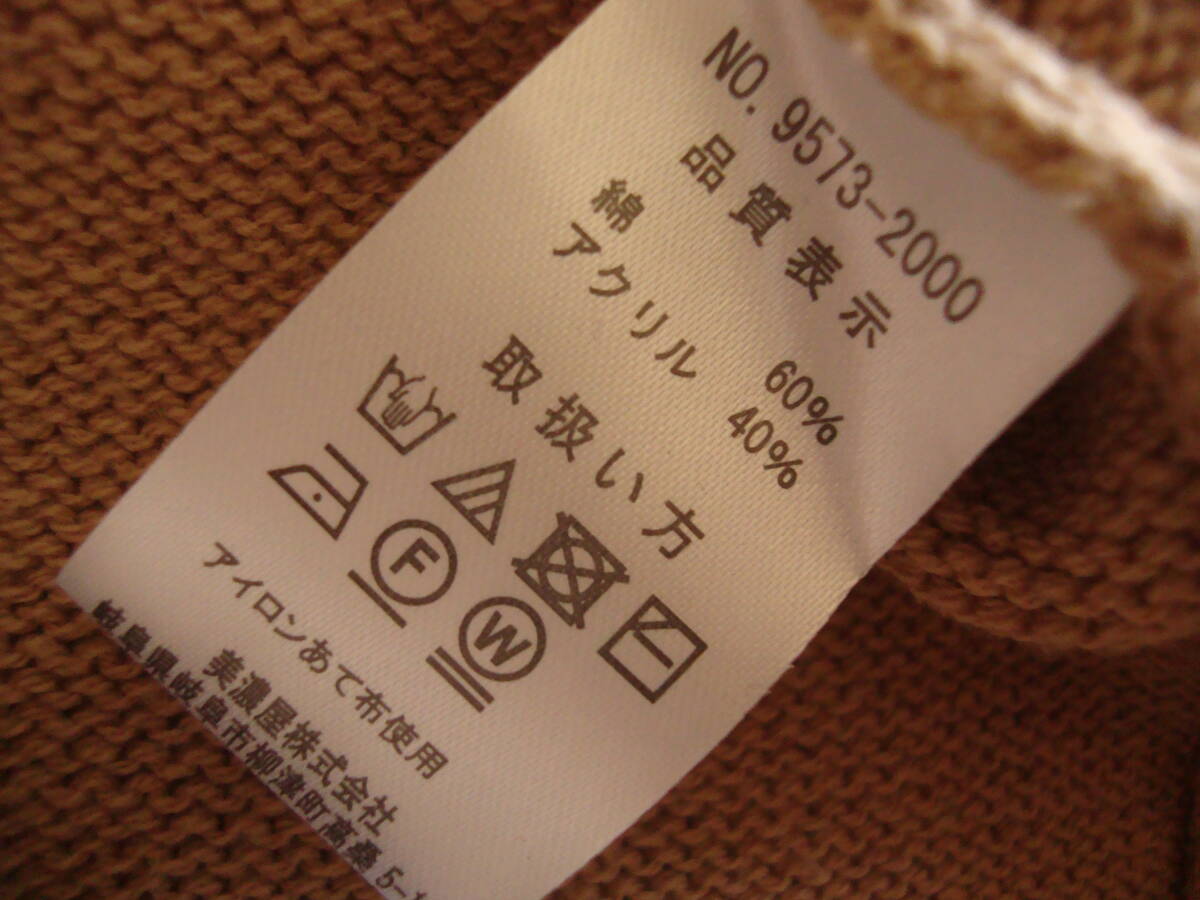 NO. 9573-2000
品質表示
綿 60%
アクリル 40%
取扱い方
F
W
アイロンあて布使用
美濃屋株式会社
岐阜県岐阜市柳津町高桑5-